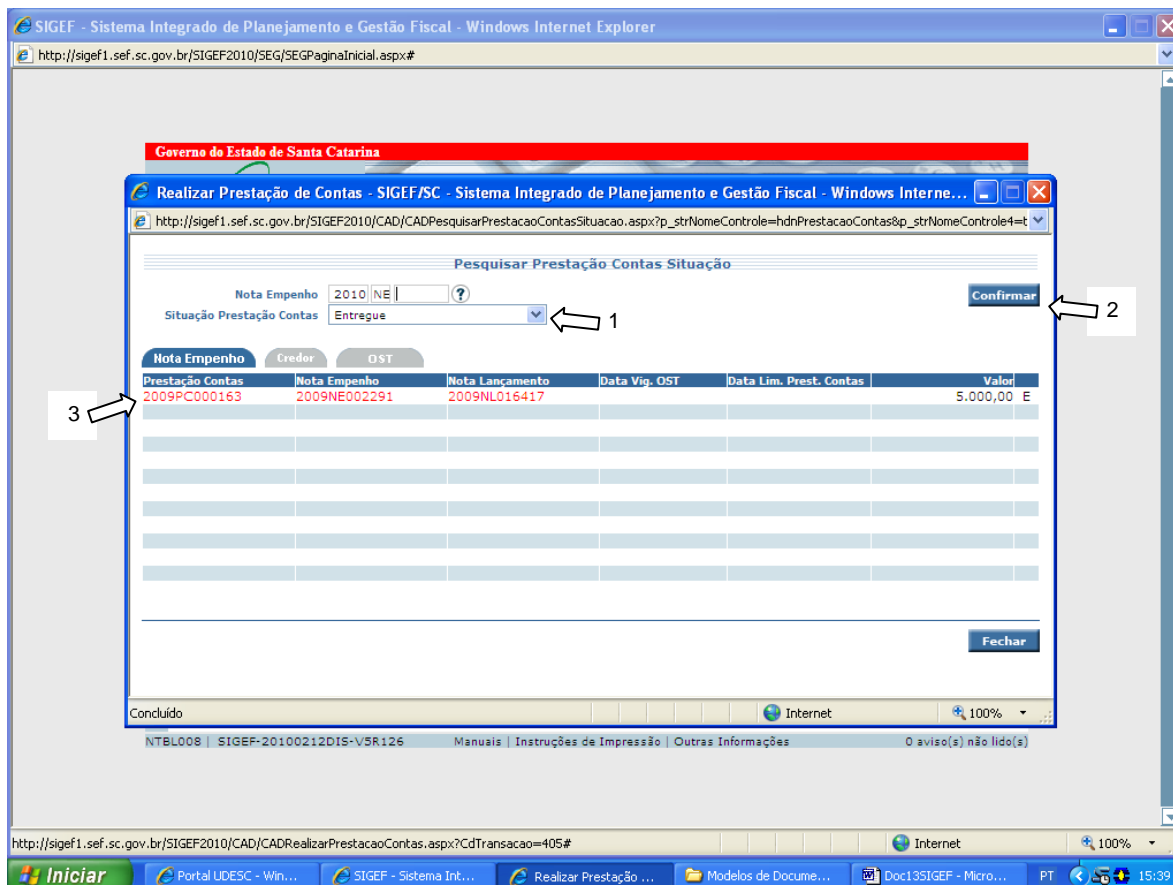 SIGEF - Sistema Integrado de Planejamento e Gestão Fiscal - Windows Internet Explorer
http://sigef1.sef.sc.gov.br/SIGEF2010/SEG/SEGPaginaInicial.aspx#
Governo do Estado de Santa Catarina
Realizar Prestação de Contas - SIGEF/SC - Sistema Integrado de Planejamento e Gestão Fiscal - Windows Interne...
http://sigef1.sef.sc.gov.br/SIGEF2010/CAD/CADPesquisarPrestacaoContasSituacao.aspx?p_strNomeControle=hdnPrestacaoContas&p_strNomeControle4=t
Pesquisar Prestação Contas Situação
Nota Empenho 2010 NE ? Confirmar 2
Situação Prestação Contas Entregue 1
Nota Empenho Credor OST
Prestação Contas Nota Empenho Nota Lançamento Data Vig. OST Data Lim. Prest. Contas Valor
3 2009PC000163 2009NE002291 2009NL016417 5.000,00 E
Fechar
Concluído Internet 100%
NTBL008 | SIGEF-20100212DIS-V5R126 Manuais | Instruções de Impressão | Outras Informações 0 aviso(s) não lido(s)
http://sigef1.sef.sc.gov.br/SIGEF2010/CAD/CADRealizarPrestacaoContas.aspx?CdTransacao=405# Internet 100%
Iniciar Portal UDESC - Win... SIGEF - Sistema Int... Realizar Prestação ... Modelos de Docume... Doc13SIGEF - Micro... PT 15:39